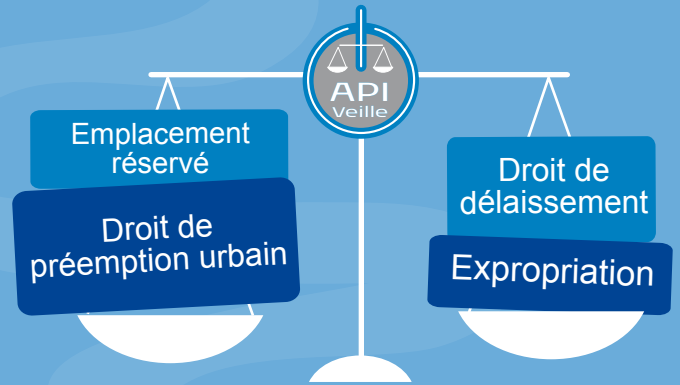 API
Veille
Emplacement
réservé
Droit de
préemption urbain
Droit de
délaissement
Expropriation